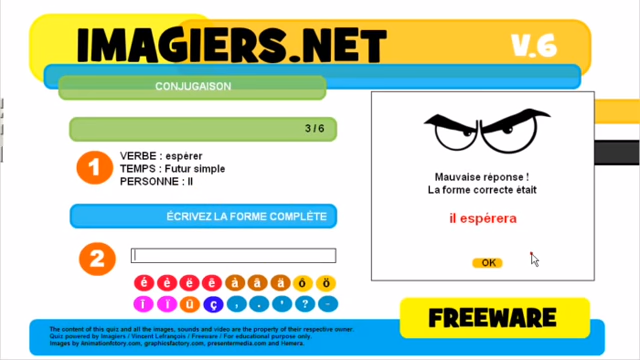 IMAGIERS.NET
V.6
CONJUGAISON
3 / 6
1
VERBE : espérer
TEMPS : Futur simple
PERSONNE : Il
Mauvaise réponse !
La forme correcte était
il espérera
OK
ÉCRIVEZ LA FORME COMPLÈTE
2
ç , . ' ? -
FREEWARE
The content of this quiz and all the images, sounds and video are the property of their respective owner.
Quiz powered by Imagiers / Vincent Lefrançois / Freeware / For educational purpose only.
Images by Animationfctory.com, graphicsfactory.com, presentermedia.com and Hemera.